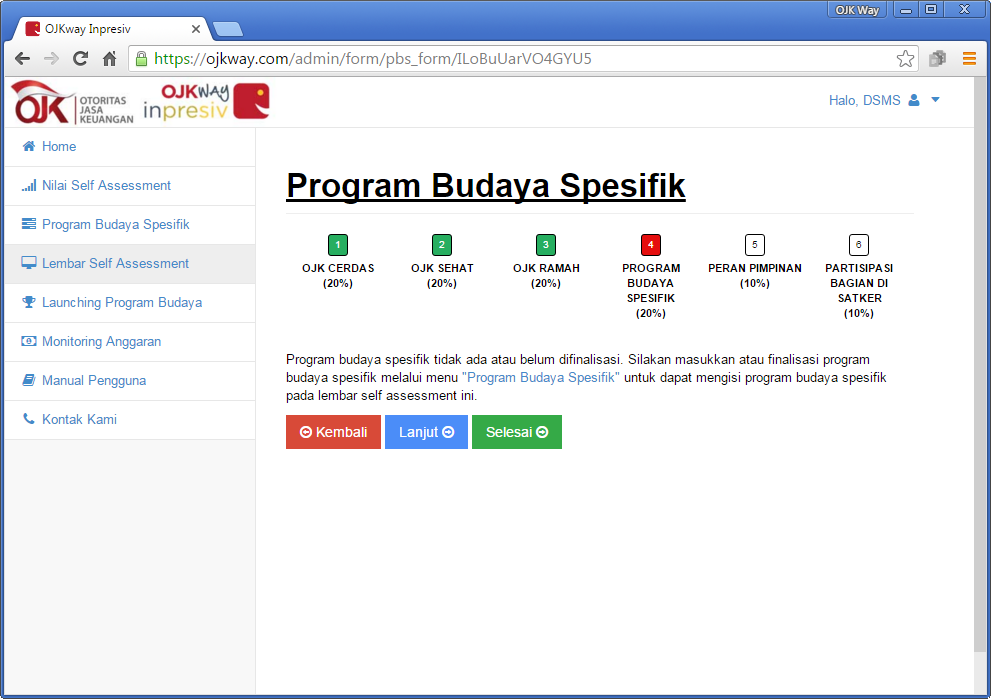 OJK Way
OJKway Inpresiv
https://ojkway.com/admin/form/pbs_form/ILoBuUarVO4GYU5
OJK OTORITAS JASA KEUANGAN
OJKway inpresiv
Halo, DSMS
Home
Nilai Self Assessment
Program Budaya Spesifik
Lembar Self Assessment
Launching Program Budaya
Monitoring Anggaran
Manual Pengguna
Kontak Kami
Program Budaya Spesifik
1 2 3 4 5 6
OJK CERDAS OJK SEHAT OJK RAMAH PROGRAM PERAN PIMPINAN PARTISIPASI
(20%) (20%) (20%) BUDAYA (10%) BAGIAN DI
SPESIFIK SATKER
(20%) (10%)
Program budaya spesifik tidak ada atau belum difinalisasi. Silakan masukkan atau finalisasi program
budaya spesifik melalui menu "Program Budaya Spesifik" untuk dapat mengisi program budaya spesifik
pada lembar self assessment ini.
Kembali Lanjut Selesai